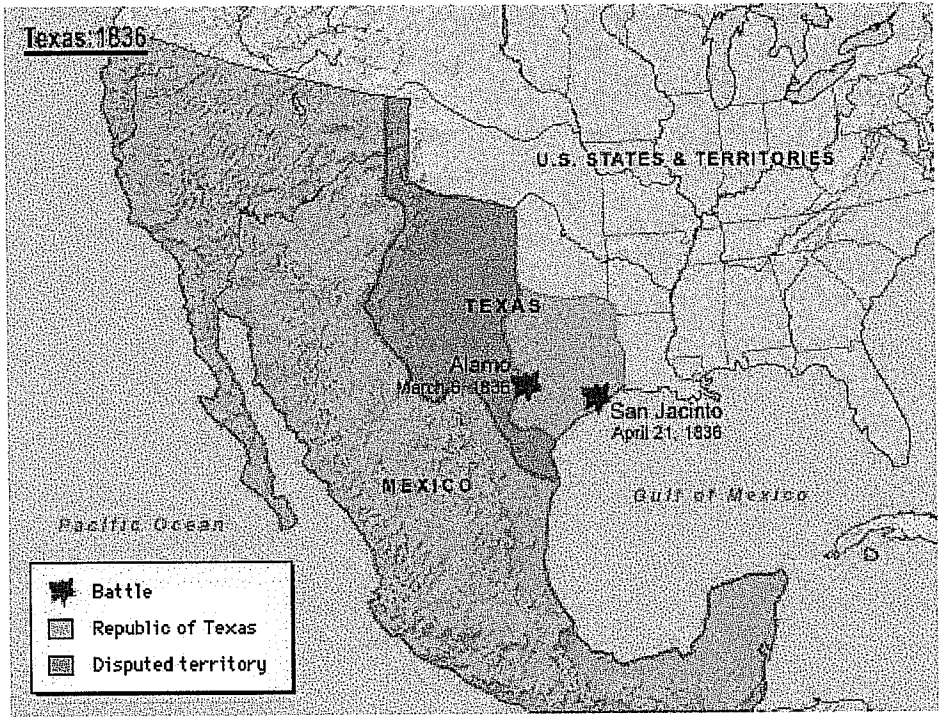 Texas: 1836
U.S. STATES & TERRITORIES
TEXAS
Alamo
March 6, 1836
San Jacinto
April 21, 1836
MEXICO
Gulf of Mexico
Pacific Ocean
Battle
Republic of Texas
Disputed territory